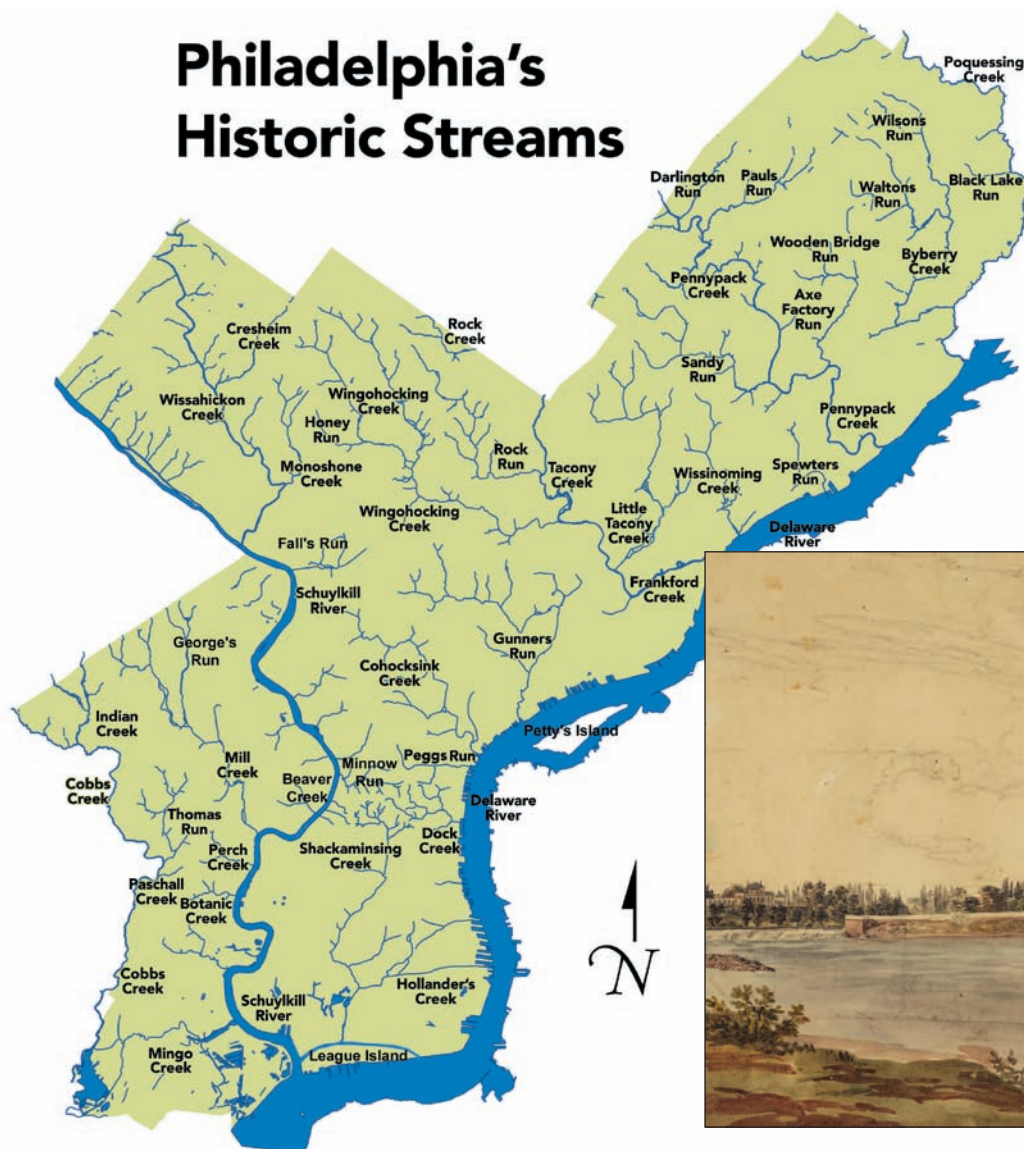 Philadelphia's
Historic Streams
Poquessing
Creek
Wilsons
Run
Darlington
Run
Pauls
Run
Waltons
Run
Black Lake
Run
Wooden Bridge
Run
Byberry
Creek
Pennypack
Creek
Axe
Factory
Run
Rock
Creek
Cresheim
Creek
Sandy
Run
Wissahickon
Creek
Wingohocking
Creek
Honey
Run
Pennypack
Creek
Rock
Run
Monoshone
Creek
Tacony
Creek
Wissinoming
Creek
Spewters
Run
Wingohocking
Creek
Little
Tacony
Creek
Delaware
River
Fall's Run
Schuylkill
River
Frankford
Creek
George's
Run
Gunners
Run
Cohocksink
Creek
Indian
Creek
Petty's Island
Mill
Creek
Minnow
Run
Peggs Run
Beaver
Creek
Cobbs
Creek
Delaware
River
Thomas
Run
Dock
Creek
Perch
Creek
Shackaminsing
Creek
Paschall
Creek
Botanic
Creek
N
Cobbs
Creek
Hollander's
Creek
Schuylkill
River
Mingo
Creek
League Island